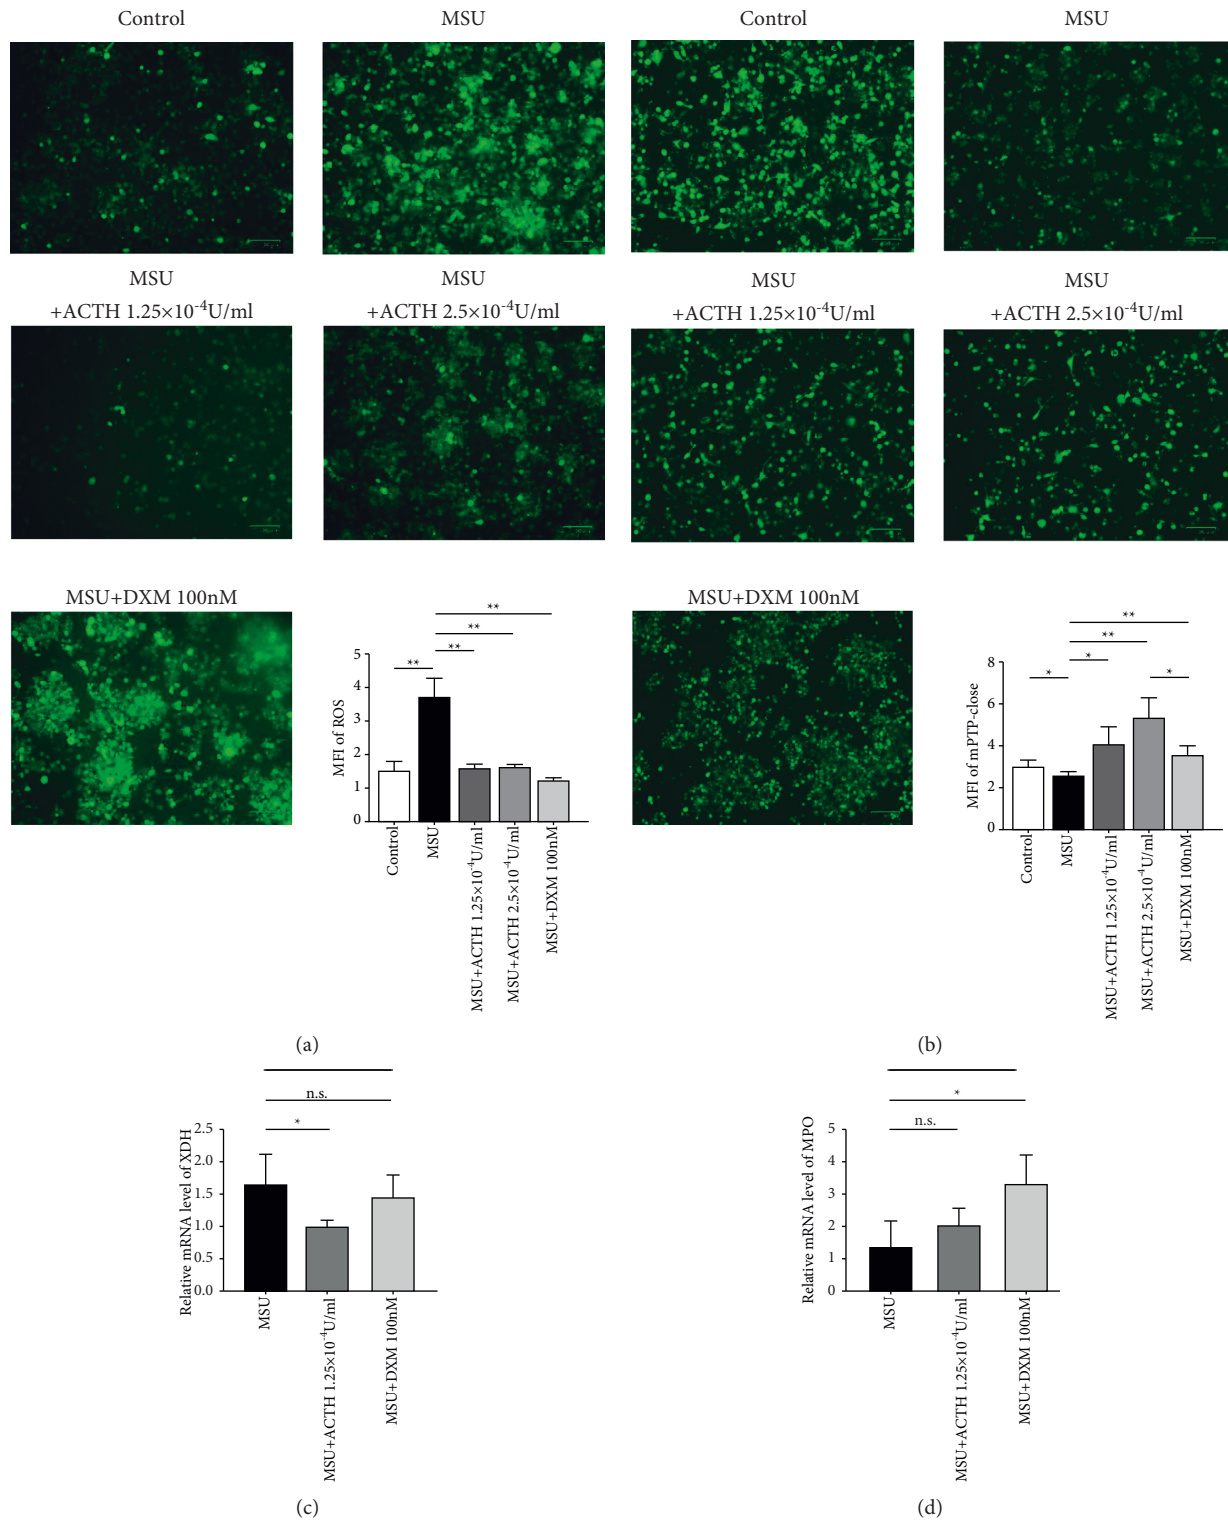 Control
MSU
Control
MSU
MSU
+ACTH 1.25×10⁻⁴U/ml
MSU
+ACTH 2.5×10⁻⁴U/ml
MSU
+ACTH 1.25×10⁻⁴U/ml
MSU
+ACTH 2.5×10⁻⁴U/ml
MSU+DXM 100nM
**
**
**
**
5
4
3
2
1
0
MFI of ROS
Control
MSU
MSU+ACTH 1.25×10⁻⁴U/ml
MSU+ACTH 2.5×10⁻⁴U/ml
MSU+DXM 100nM
(a)
MSU+DXM 100nM
**
**
*
*
*
8
6
4
2
0
MFI of mPTP-close
Control
MSU
MSU+ACTH 1.25×10⁻⁴U/ml
MSU+ACTH 2.5×10⁻⁴U/ml
MSU+DXM 100nM
(b)
n.s.
*
2.5
2.0
1.5
1.0
0.5
0.0
Relative mRNA level of XDH
MSU
MSU+ACTH 1.25×10⁻⁴U/ml
MSU+DXM 100nM
(c)
*
n.s.
5
4
3
2
1
0
Relative mRNA level of MPO
MSU
MSU+ACTH 1.25×10⁻⁴U/ml
MSU+DXM 100nM
(d)